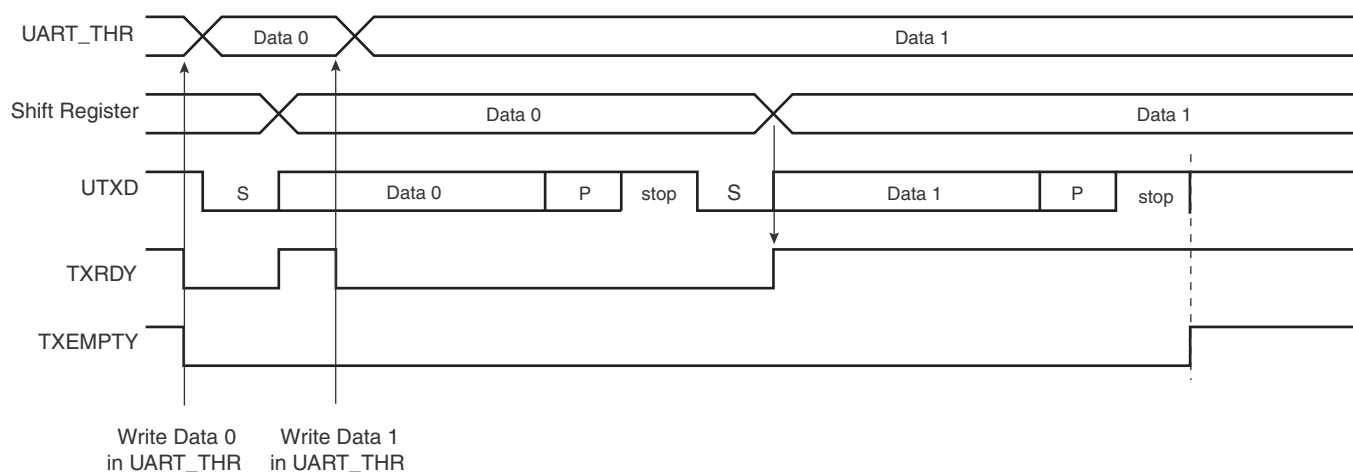 UART_THR
Data 0
Data 1
Shift Register
Data 0
Data 1
UTXD
S
Data 0
P
stop
S
Data 1
P
stop
TXRDY
TXEMPTY
Write Data 0
in UART_THR
Write Data 1
in UART_THR